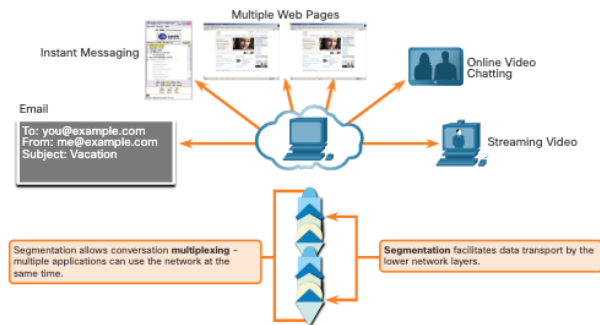 Multiple Web Pages
Instant Messaging
Online Video
Chatting
Email
To: you@example.com
From: me@example.com
Subject: Vacation
Streaming Video
Segmentation allows conversation multiplexing -
multiple applications can use the network at the
same time.
Segmentation facilitates data transport by the
lower network layers.